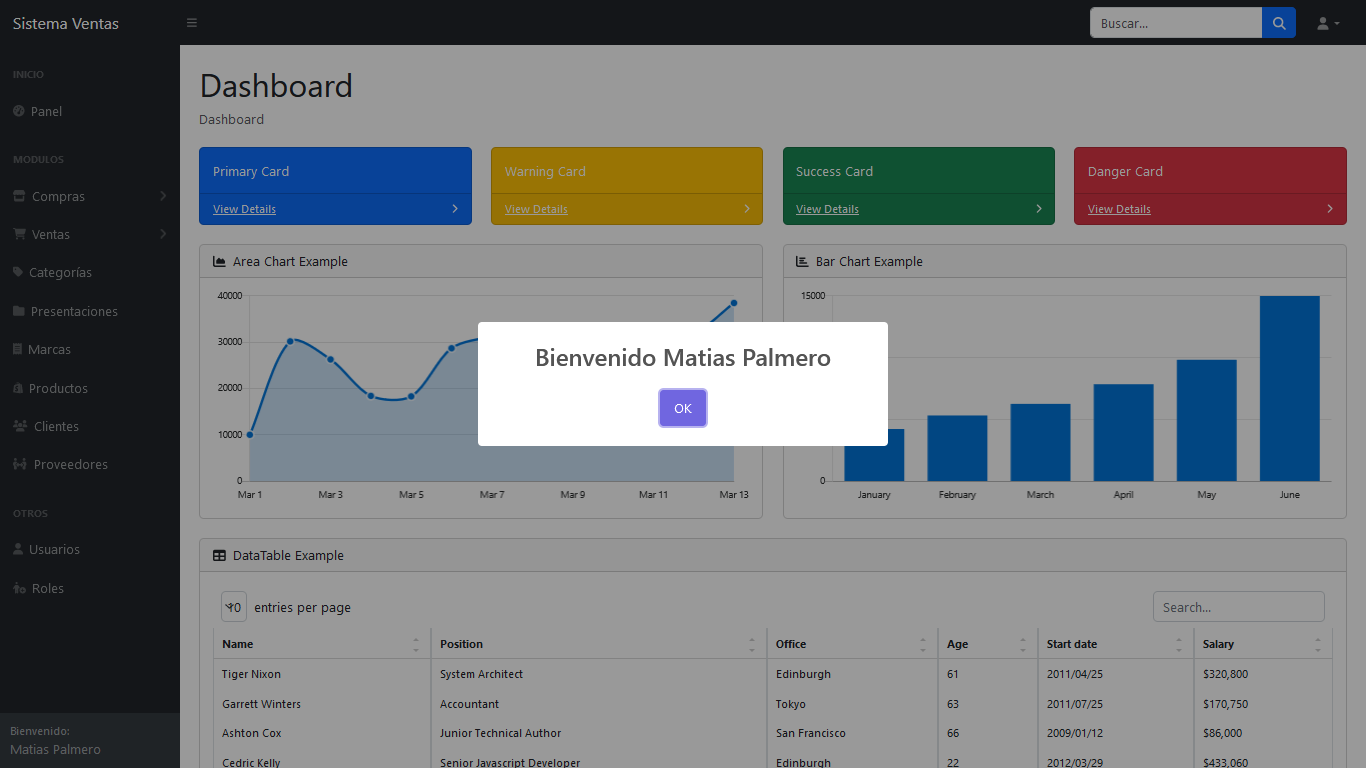 Sistema Ventas
Buscar...
INICIO
Panel
MODULOS
Compras
Ventas
Categorías
Presentaciones
Marcas
Productos
Clientes
Proveedores
OTROS
Usuarios
Roles
Bienvenido:
Matias Palmero
Dashboard
Dashboard
Primary Card
View Details
Warning Card
View Details
Success Card
View Details
Danger Card
View Details
Area Chart Example
40000
30000
20000
10000
0
Mar 1 Mar 3 Mar 5 Mar 7 Mar 9 Mar 11 Mar 13
Bar Chart Example
15000
0
January February March April May June
Bienvenido Matias Palmero
OK
DataTable Example
10 entries per page
Search...
Name Position Office Age Start date Salary
Tiger Nixon System Architect Edinburgh 61 2011/04/25 $320,800
Garrett Winters Accountant Tokyo 63 2011/07/25 $170,750
Ashton Cox Junior Technical Author San Francisco 66 2009/01/12 $86,000
Cedric Kelly Senior Javascript Developer Edinburgh 22 2012/03/29 $433,060